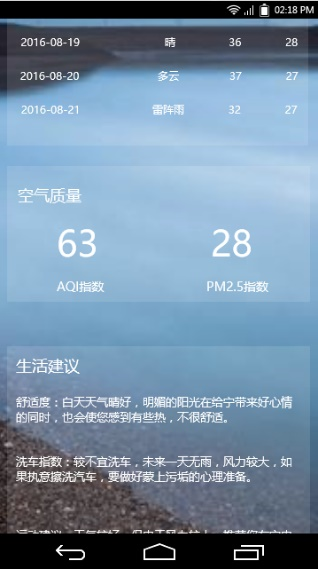 02:18 PM
2016-08-19 晴 36 28
2016-08-20 多云 37 27
2016-08-21 雷阵雨 32 27
空气质量
63 28
AQI指数 PM2.5指数
生活建议
舒适度：白天天气晴好，明媚的阳光在给宁带来好心情
的同时，也会使您感到有些热，不很舒适。
洗车指数：较不宜洗车，未来一天无雨，风力较大，如
果执意擦洗汽车，要做好蒙上污垢的心理准备。